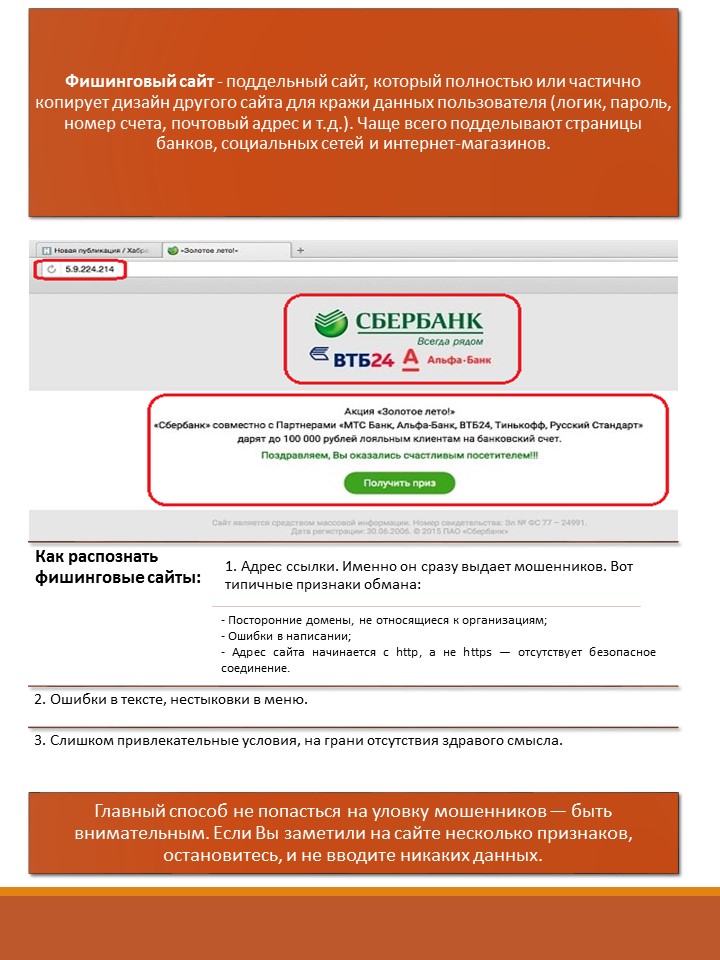 Фишинговый сайт - поддельный сайт, который полностью или частично
копирует дизайн другого сайта для кражи данных пользователя (логик, пароль,
номер счета, почтовый адрес и т.д.). Чаще всего подделывают страницы
банков, социальных сетей и интернет-магазинов.
Новая публикация / Хабра
«Золотое лето!»
5.9.224.214
СБЕРБАНК
Всегда рядом
ВТБ24 Альфа·Банк
Акция «Золотое лето!»
«Сбербанк» совместно с Партнерами «МТС Банк, Альфа-Банк, ВТБ24, Тинькофф, Русский Стандарт»
дарят до 100 000 рублей лояльным клиентам на банковский счет.
Поздравляем, Вы оказались счастливым посетителем!!!
Получить приз
Сайт является средством массовой информации. Номер свидетельства: Эл № ФС 77 – 24991.
Дата регистрации: 30.06.2006. © 2015 ПАО «Сбербанк»
Как распознать
фишинговые сайты:
1. Адрес ссылки. Именно он сразу выдает мошенников. Вот
типичные признаки обмана:
- Посторонние домены, не относящиеся к организациям;
- Ошибки в написании;
- Адрес сайта начинается с http, а не https — отсутствует безопасное
соединение.
2. Ошибки в тексте, нестыковки в меню.
3. Слишком привлекательные условия, на грани отсутствия здравого смысла.
Главный способ не попасться на уловку мошенников — быть
внимательным. Если Вы заметили на сайте несколько признаков,
остановитесь, и не вводите никаких данных.